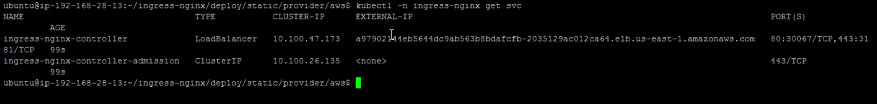 ubuntu@ip-192-168-28-13:~/ingress-nginx/deploy/static/provider/aws$ kubectl -n ingress-nginx get svc
NAME TYPE CLUSTER-IP EXTERNAL-IP PORT(S)
AGE
ingress-nginx-controller LoadBalancer 10.100.47.173 a97902144eb5644dc9ab563b8bdafcfb-2035129ac012ca64.elb.us-east-1.amazonaws.com 80:30067/TCP,443:31
81/TCP 99s
ingress-nginx-controller-admission ClusterIP 10.100.26.135 <none> 443/TCP
99s
ubuntu@ip-192-168-28-13:~/ingress-nginx/deploy/static/provider/aws$